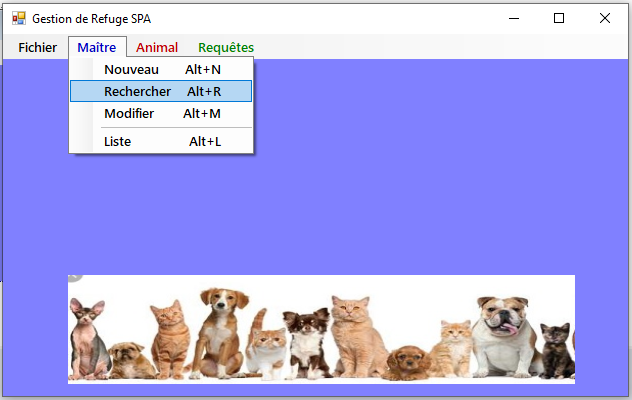 Gestion de Refuge SPA
Fichier Maître Animal Requêtes
Nouveau Alt+N
Rechercher Alt+R
Modifier Alt+M
Liste Alt+L